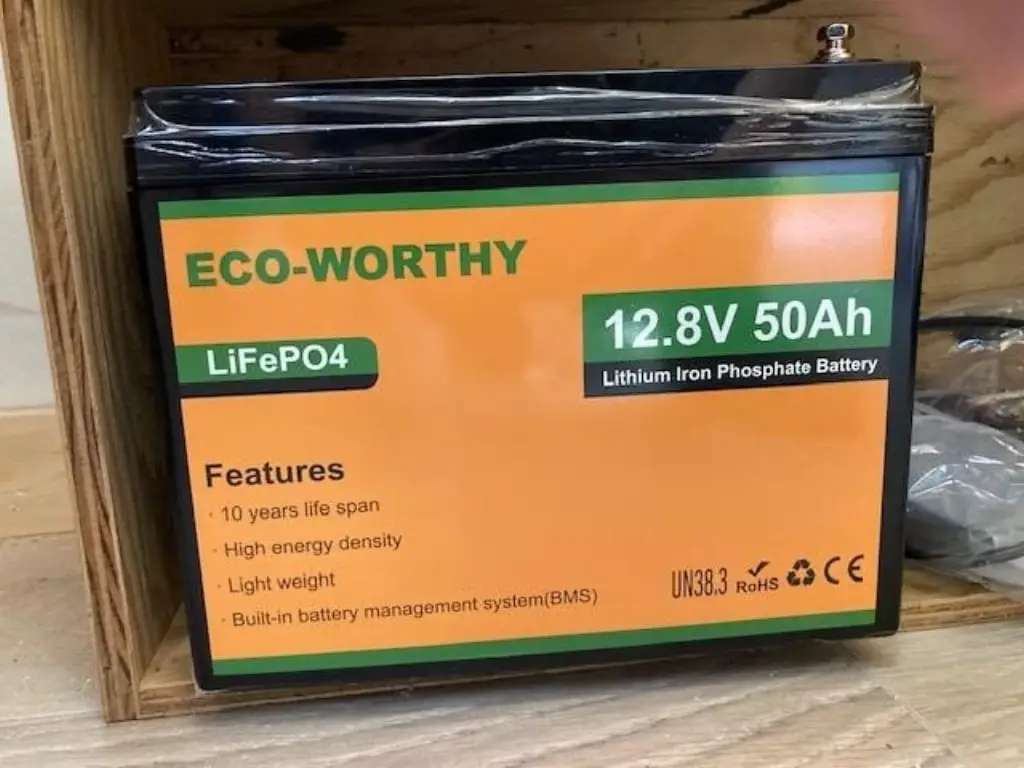 ECO-WORTHY
12.8V 50Ah
LiFePO4
Lithium Iron Phosphate Battery
Features
· 10 years life span
· High energy density
· Light weight
· Built-in battery management system(BMS)
UN38.3 RoHS CE